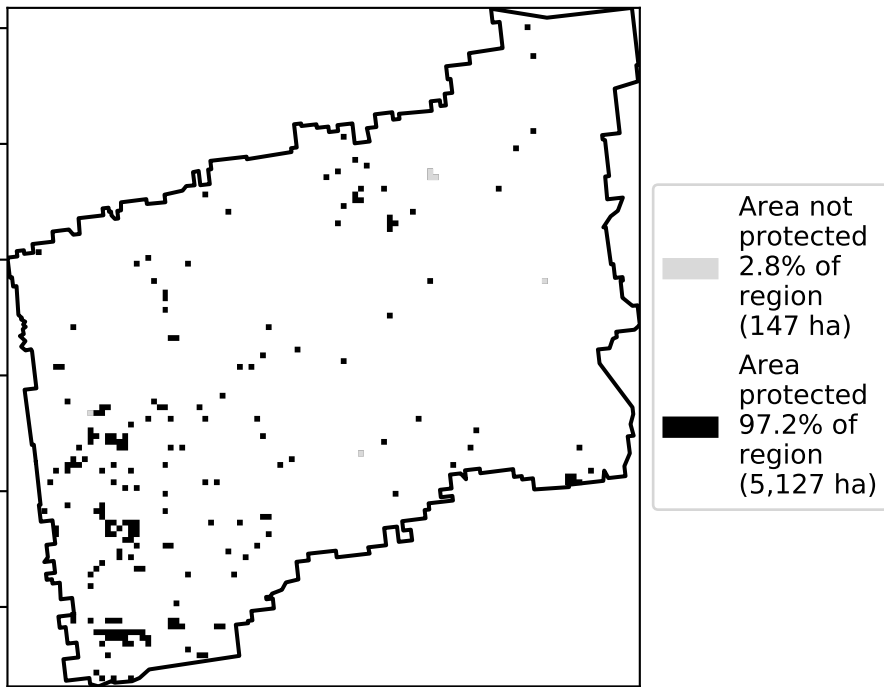 Area not
protected
2.8% of
region
(147 ha)
Area
protected
97.2% of
region
(5,127 ha)